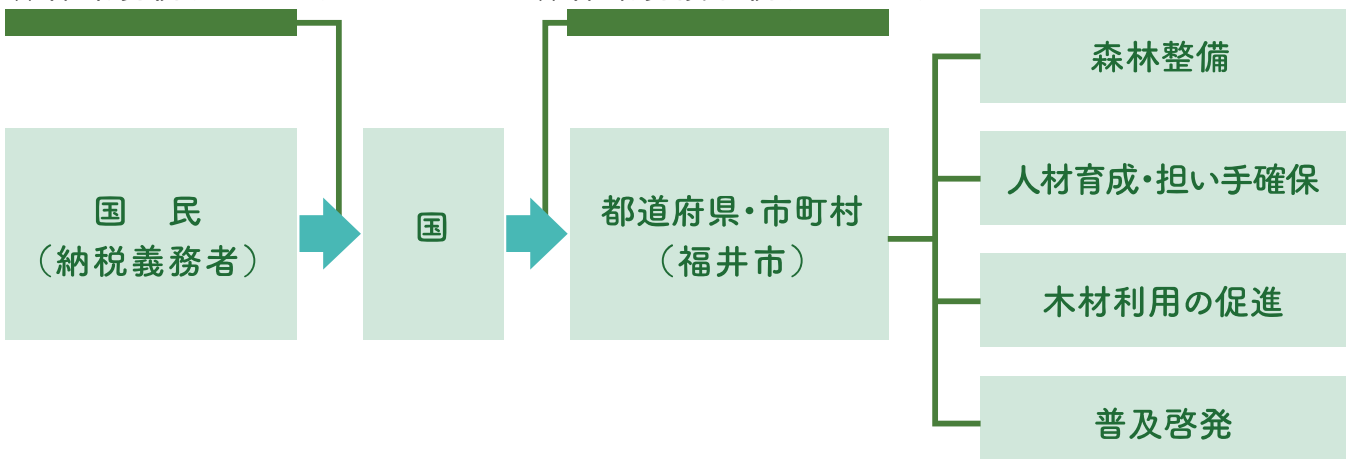 国 民
（納税義務者）
国
都道府県・市町村
（福井市）
森林整備
人材育成・担い手確保
木材利用の促進
普及啓発